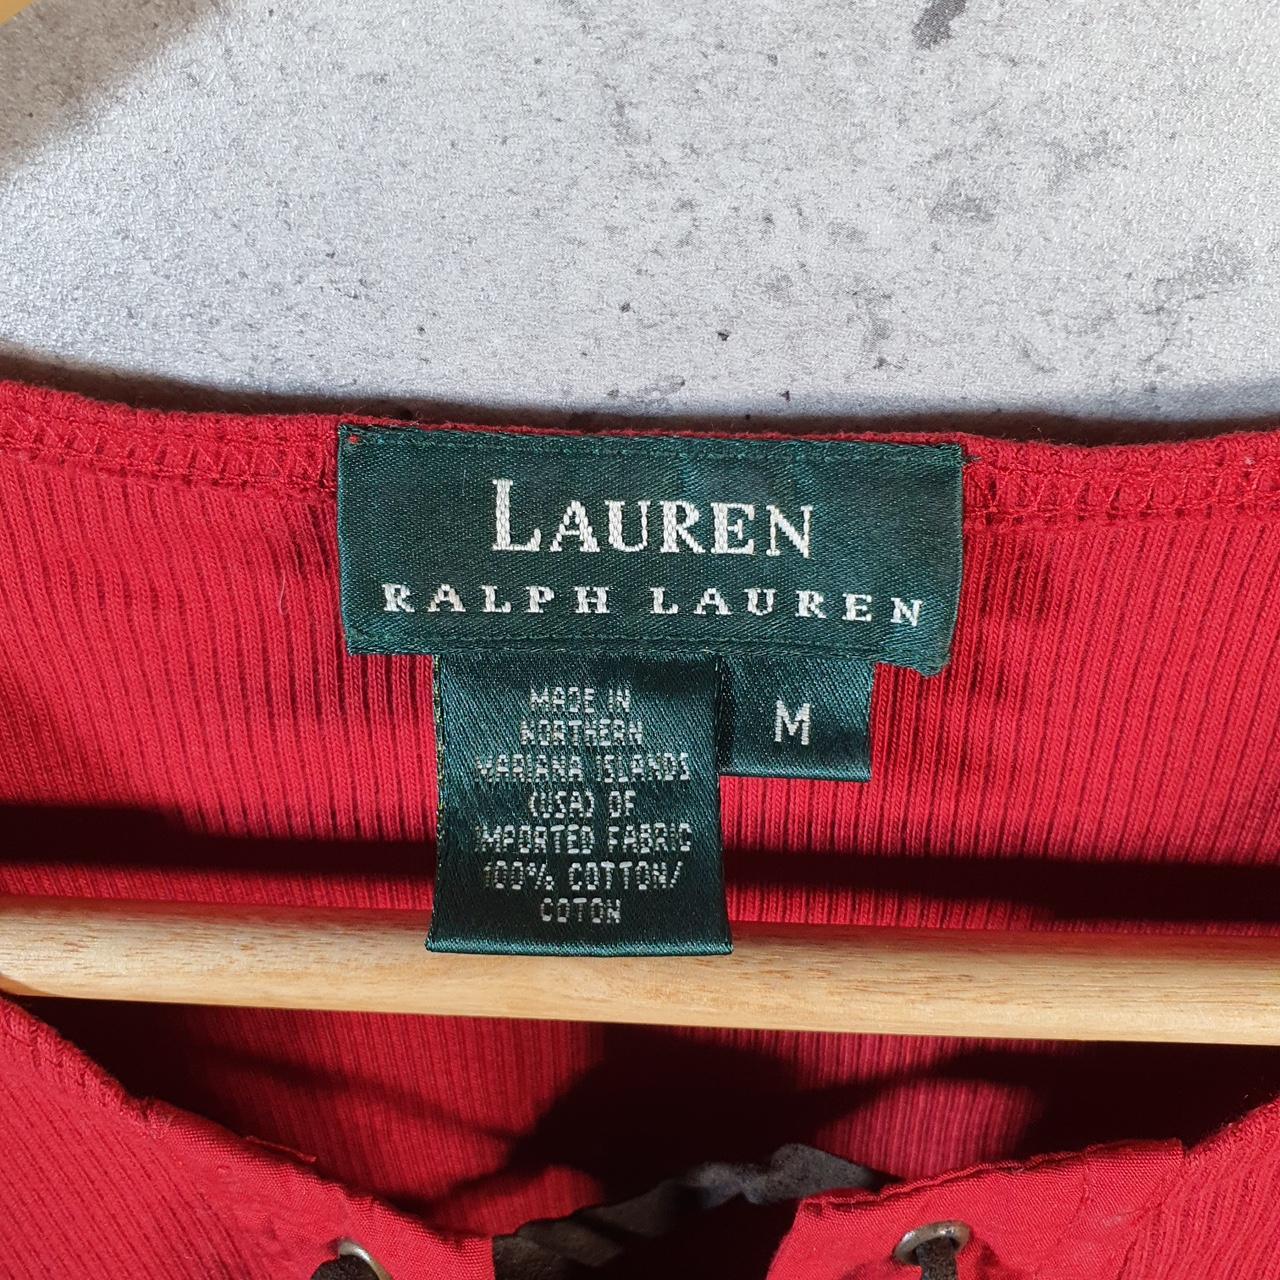 LAUREN
RALPH LAUREN
M
MADE IN
NORTHERN
MARIANA ISLANDS
(USA) OF
IMPORTED FABRIC
100% COTTON/
COTON